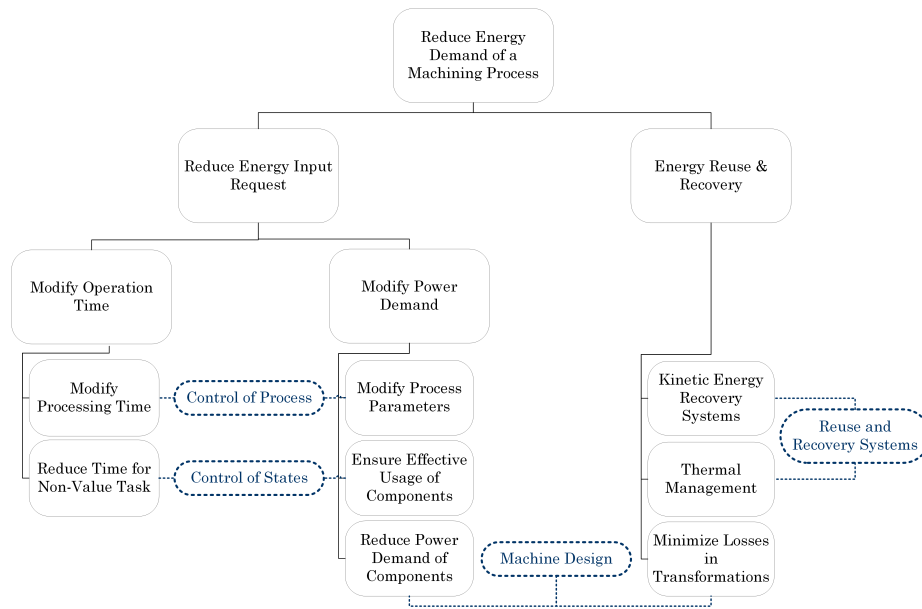 Reduce Energy
Demand of a
Machining Process
Reduce Energy Input
Request
Energy Reuse &
Recovery
Modify Operation
Time
Modify Power
Demand
Modify
Processing Time
Control of Process
Modify Process
Parameters
Kinetic Energy
Recovery
Systems
Reuse and
Recovery Systems
Reduce Time for
Non-Value Task
Control of States
Ensure Effective
Usage of
Components
Thermal
Management
Reduce Power
Demand of
Components
Machine Design
Minimize Losses
in
Transformations